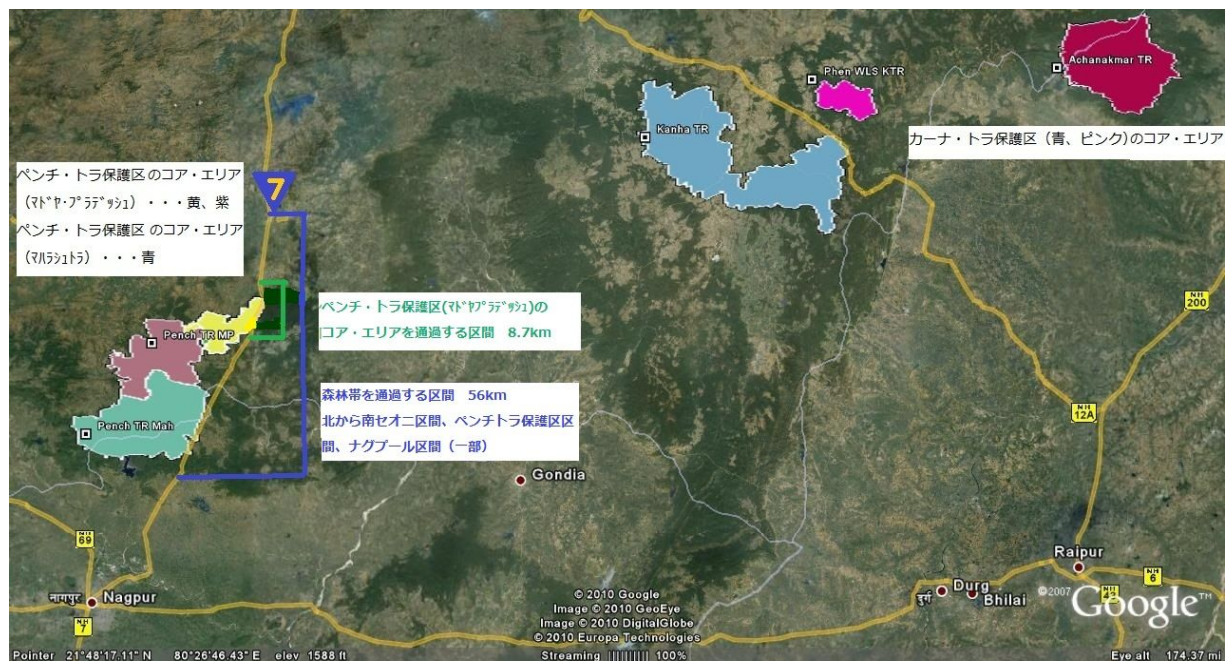 Phen WLS KTR
Achanakmar TR
Kanha TR
カーナ・トラ保護区（青、ピンク)のコア・エリア
ペンチ・トラ保護区のコア・エリア
（ﾏﾄﾞﾔ・ﾌﾟﾗﾃﾞｯｼｭ）・・・黄、紫
ペンチ・トラ保護区 のコア・エリア
（ﾏﾊﾗｼｭﾄﾗ）・・・青
7
ペンチ・トラ保護区(ﾏﾄﾞﾔﾌﾟﾗﾃﾞｯｼｭ)の
コア・エリアを通過する区間　8.7km
NH
200
Pench TR MP
森林帯を通過する区間　56km
北から南セオニ区間、ペンチトラ保護区区
間、ナグプール区間（一部）
NH
12A
Pench TR Mah
Gondia
NH
69
Raipur
नागपुर Nagpur
NH
7
दुर्ग Durg
Bhilai
NH
43
NH
6
©2007 Google™
© 2010 Google
Image © 2010 GeoEye
Image © 2010 DigitalGlobe
© 2010 Europa Technologies
Pointer 21°48'17.11" N 80°26'46.43" E elev 1588 ft Streaming |||||||||| 100% Eye alt 174.37 mi